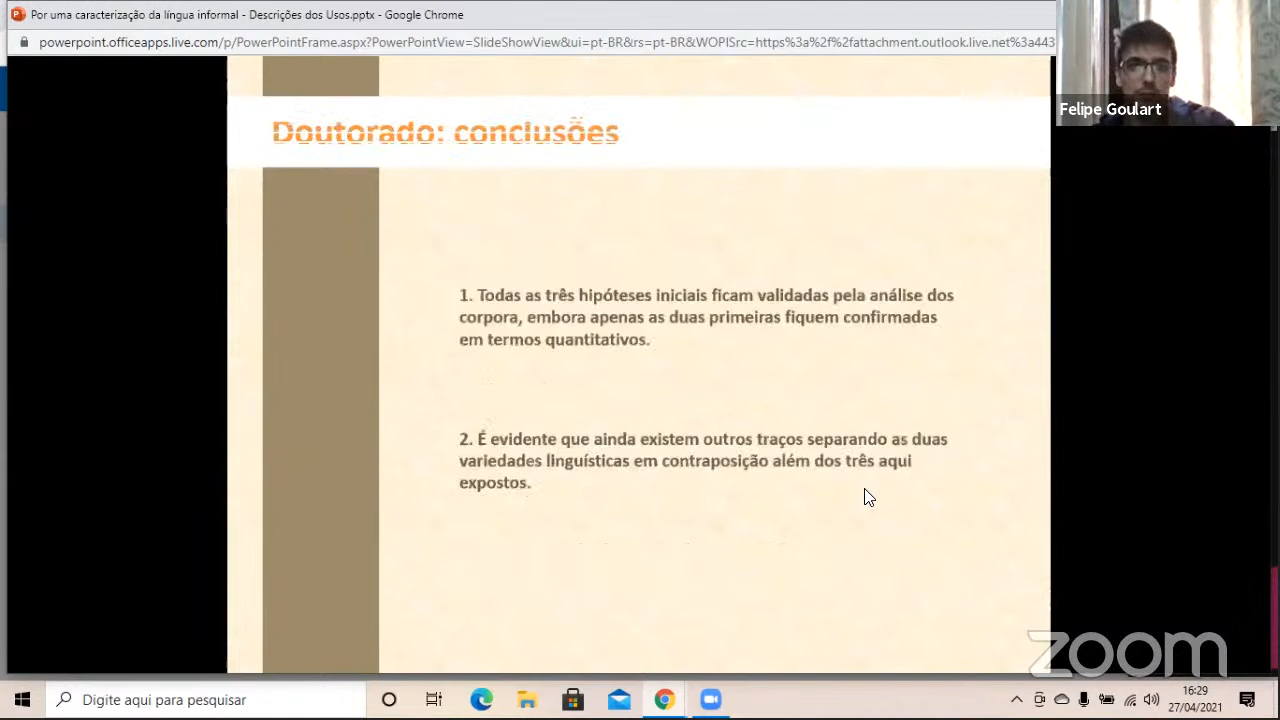 Por uma caracterização da língua informal - Descrições dos Usos.pptx - Google Chrome
powerpoint.officeapps.live.com/p/PowerPointFrame.aspx?PowerPointView=SlideShowView&ui=pt-BR&rs=pt-BR&WOPISrc=https%3a%2f%2fattachment.outlook.live.net%3a443
Felipe Goulart
Doutorado: conclusões
1. Todas as três hipóteses iniciais ficam validadas pela análise dos
corpora, embora apenas as duas primeiras fiquem confirmadas
em termos quantitativos.
2. É evidente que ainda existem outros traços separando as duas
variedades linguísticas em contraposição além dos três aqui
expostos.
zoom
Digite aqui para pesquisar
16:29
27/04/2021